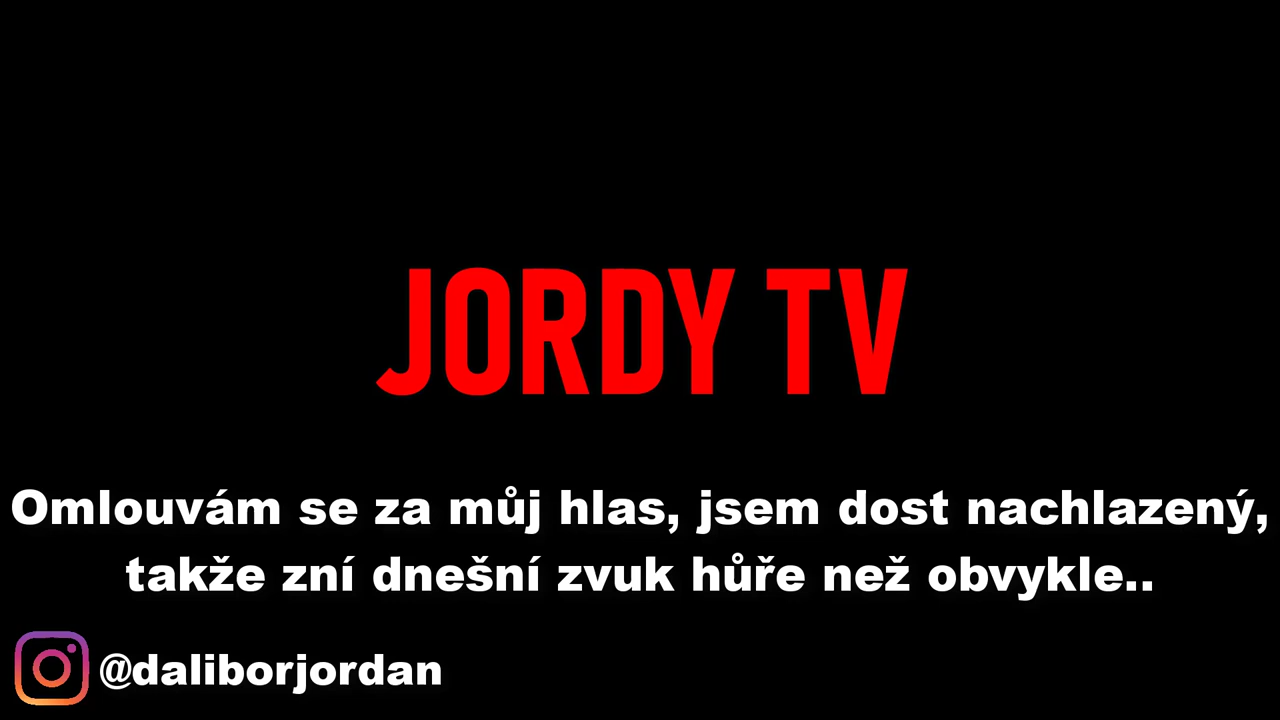 JORDY TV
Omlouvám se za můj hlas, jsem dost nachlazený,
takže zní dnešní zvuk hůře než obvykle..
@daliborjordan